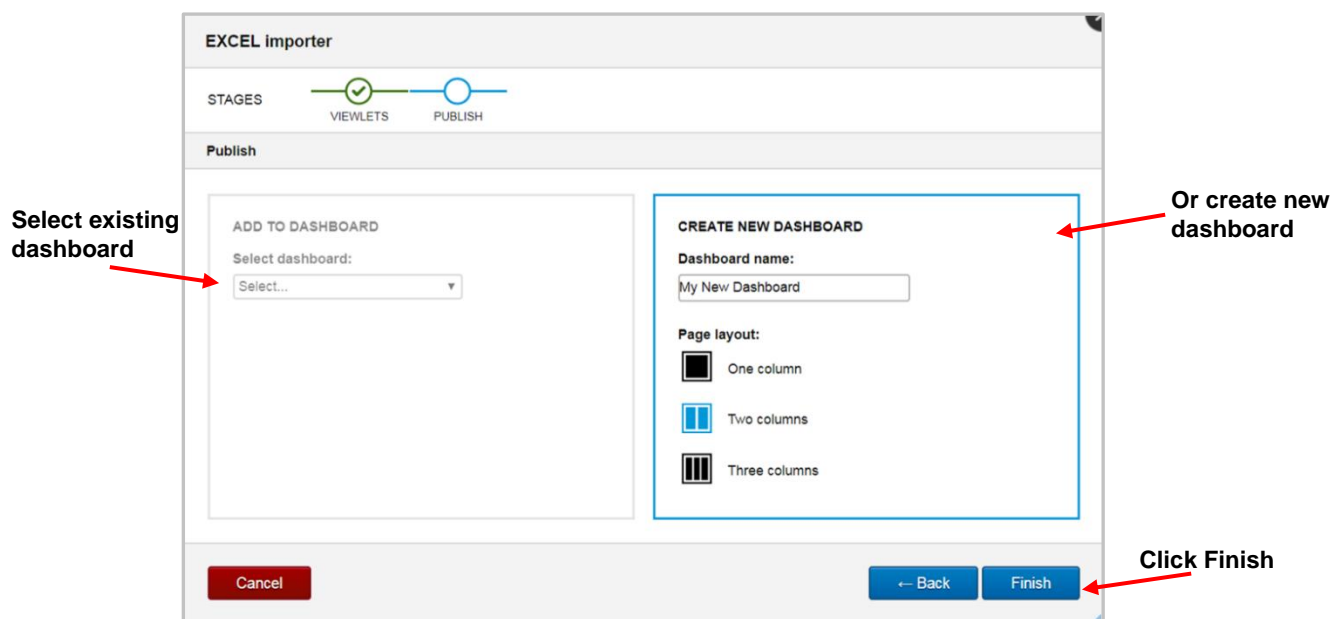 EXCEL importer
STAGES
VIEWLETS PUBLISH
Publish
Select existing
dashboard
ADD TO DASHBOARD
Select dashboard:
Select...
CREATE NEW DASHBOARD
Dashboard name:
My New Dashboard
Page layout:
One column
Two columns
Three columns
Or create new
dashboard
Cancel
← Back
Finish
Click Finish